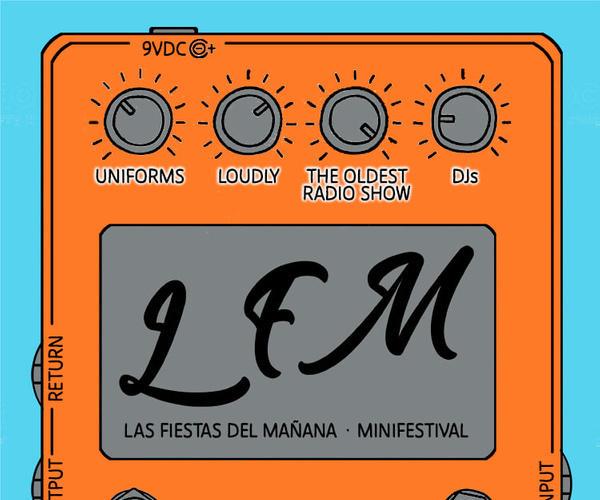 9VDC +
UNIFORMS
LOUDLY
THE OLDEST
RADIO SHOW
DJs
LFM
LAS FIESTAS DEL MAÑANA · MINIFESTIVAL
RETURN
TPUT
NPUT